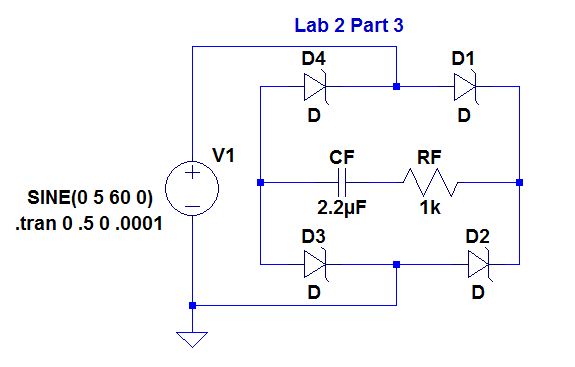 Lab 2 Part 3
D4
D1
D
D
V1
CF
RF
SINE(0 5 60 0)
2.2µF
1k
.tran 0 .5 0 .0001
D3
D2
D
D